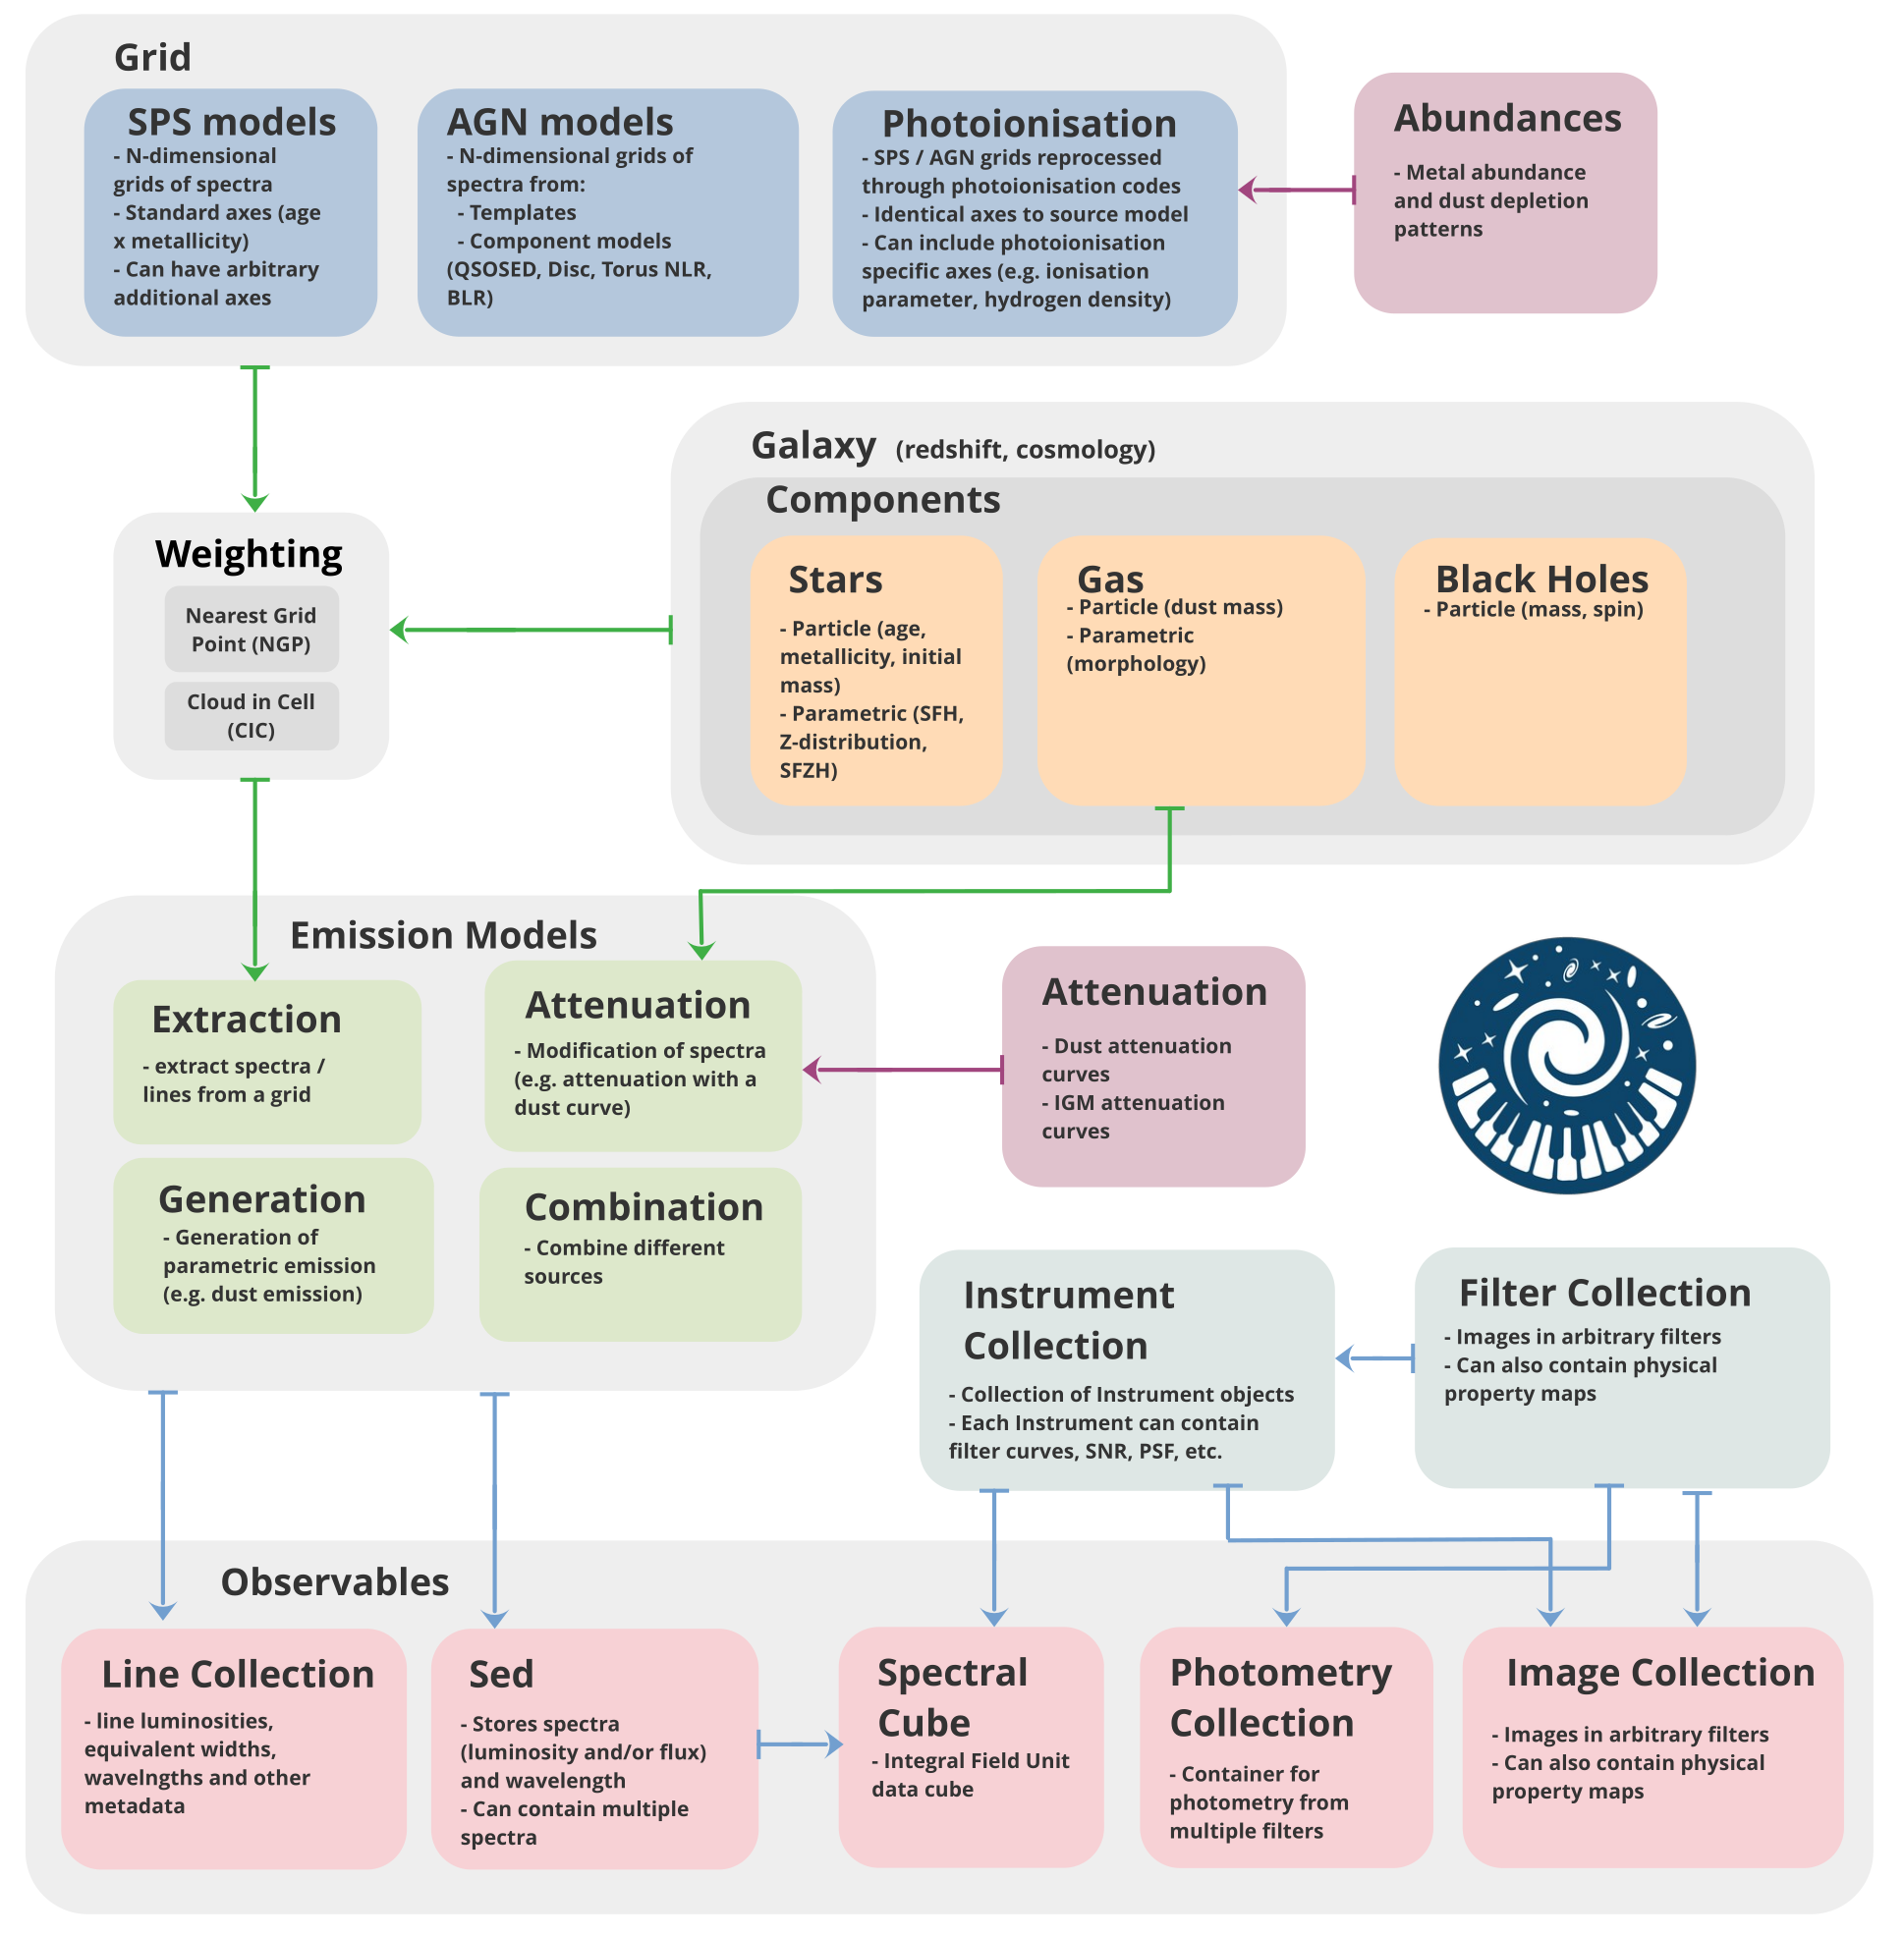 Grid
SPS models
- N-dimensional
grids of spectra
- Standard axes (age
x metallicity)
- Can have arbitrary
additional axes
AGN models
- N-dimensional grids of
spectra from:
- Templates
- Component models
(QSOSED, Disc, Torus NLR,
BLR)
Photoionisation
- SPS / AGN grids reprocessed
through photoionisation codes
- Identical axes to source model
- Can include photoionisation
specific axes (e.g. ionisation
parameter, hydrogen density)
Abundances
- Metal abundance
and dust depletion
patterns
Galaxy (redshift, cosmology)
Components
Stars
- Particle (age,
metallicity, initial
mass)
- Parametric (SFH,
Z-distribution,
SFZH)
Gas
- Particle (dust mass)
- Parametric
(morphology)
Black Holes
- Particle (mass, spin)
Weighting
Nearest Grid
Point (NGP)
Cloud in Cell
(CIC)
Emission Models
Extraction
- extract spectra /
lines from a grid
Attenuation
- Modification of spectra
(e.g. attenuation with a
dust curve)
Generation
- Generation of
parametric emission
(e.g. dust emission)
Combination
- Combine different
sources
Attenuation
- Dust attenuation
curves
- IGM attenuation
curves
Instrument
Collection
- Collection of Instrument objects
- Each Instrument can contain
filter curves, SNR, PSF, etc.
Filter Collection
- Images in arbitrary filters
- Can also contain physical
property maps
Observables
Line Collection
- line luminosities,
equivalent widths,
wavelngths and other
metadata
Sed
- Stores spectra
(luminosity and/or flux)
and wavelength
- Can contain multiple
spectra
Spectral
Cube
- Integral Field Unit
data cube
Photometry
Collection
- Container for
photometry from
multiple filters
Image Collection
- Images in arbitrary filters
- Can also contain physical
property maps